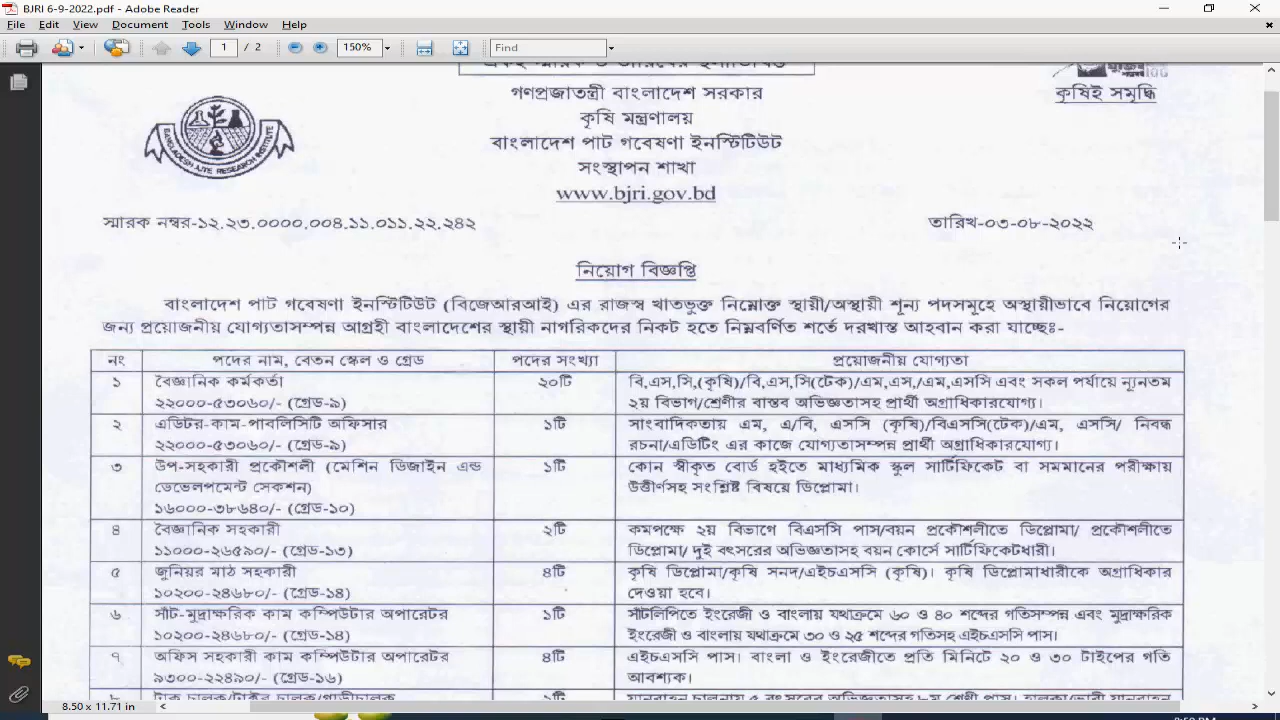 BJRI 6-9-2022.pdf - Adobe Reader
File Edit View Document Tools Window Help
1 / 2 150% Find
গণপ্রজাতন্ত্রী বাংলাদেশ সরকার
কৃষিই সমৃদ্ধি
কৃষি মন্ত্রণালয়
বাংলাদেশ পাট গবেষণা ইনস্টিটিউট
সংস্থাপন শাখা
BANGLADESH JUTE RESEARCH INSTITUTE
www.bjri.gov.bd
স্মারক নম্বর-১২.২৩.০০০০.০০৪.১১.০১১.২২.২৪২ তারিখ-০৩-০৮-২০২২
নিয়োগ বিজ্ঞপ্তি
বাংলাদেশ পাট গবেষণা ইনস্টিটিউট (বিজেআরআই) এর রাজস্ব খাতভুক্ত নিম্নোক্ত স্থায়ী/অস্থায়ী শূন্য পদসমূহে অস্থায়ীভাবে নিয়োগের
জন্য প্রয়োজনীয় যোগ্যতাসম্পন্ন আগ্রহী বাংলাদেশের স্থায়ী নাগরিকদের নিকট হতে নিম্নবর্ণিত শর্তে দরখাস্ত আহবান করা যাচ্ছেঃ-
নং পদের নাম, বেতন স্কেল ও গ্রেড পদের সংখ্যা প্রয়োজনীয় যোগ্যতা
১ বৈজ্ঞানিক কর্মকর্তা ২০টি বি,এস,সি,(কৃষি)/বি,এস,সি(টেক)/এম,এস,/এম,এসসি এবং সকল পর্যায়ে ন্যূনতম
২২০০০-৫৩০৬০/- (গ্রেড-৯) ২য় বিভাগ/শ্রেণীর বাস্তব অভিজ্ঞতাসহ প্রার্থী অগ্রাধিকারযোগ্য।
২ এডিটর-কাম-পাবলিসিটি অফিসার ১টি সাংবাদিকতায় এম, এ/বি, এসসি (কৃষি)/বিএসসি(টেক)/এম, এসসি/ নিবন্ধ
২২০০০-৫৩০৬০/- (গ্রেড-৯) রচনা/এডিটিং এর কাজে যোগ্যতাসম্পন্ন প্রার্থী অগ্রাধিকারযোগ্য।
৩ উপ-সহকারী প্রকৌশলী (মেশিন ডিজাইন এন্ড ১টি কোন স্বীকৃত বোর্ড হইতে মাধ্যমিক স্কুল সার্টিফিকেট বা সমমানের পরীক্ষায়
ডেভেলপমেন্ট সেকশন) উত্তীর্ণসহ সংশ্লিষ্ট বিষয়ে ডিপ্লোমা।
১৬০০০-৩৮৬৪০/- (গ্রেড-১০)
৪ বৈজ্ঞানিক সহকারী ২টি কমপক্ষে ২য় বিভাগে বিএসসি পাস/বয়ন প্রকৌশলীতে ডিপ্লোমা/ প্রকৌশলীতে
১১০০০-২৬৫৯০/- (গ্রেড-১৩) ডিপ্লোমা/ দুই বৎসরের অভিজ্ঞতাসহ বয়ন কোর্সে সার্টিফিকেটধারী।
৫ জুনিয়র মাঠ সহকারী ৪টি কৃষি ডিপ্লোমা/কৃষি সনদ/এইচএসসি (কৃষি)। কৃষি ডিপ্লোমাধারীকে অগ্রাধিকার
১০২০০-২৪৬৮০/- (গ্রেড-১৪) দেওয়া হবে।
৬ সাঁট-মুদ্রাক্ষরিক কাম কম্পিউটার অপারেটর ১টি সাঁটলিপিতে ইংরেজী ও বাংলায় যথাক্রমে ৬০ ও ৪০ শব্দের গতিসম্পন্ন এবং মুদ্রাক্ষরিক
১০২০০-২৪৬৮০/- (গ্রেড-১৪) ইংরেজী ও বাংলায় যথাক্রমে ৩০ ও ২৫ শব্দের গতিসহ এইচএসসি পাস।
৭ অফিস সহকারী কাম কম্পিউটার অপারেটর ৪টি এইচএসসি পাস। বাংলা ও ইংরেজীতে প্রতি মিনিটে ২০ ও ৩০ টাইপের গতি
৯৩০০-২২৪৯০/- (গ্রেড-১৬) আবশ্যক।
8.50 x 11.71 in